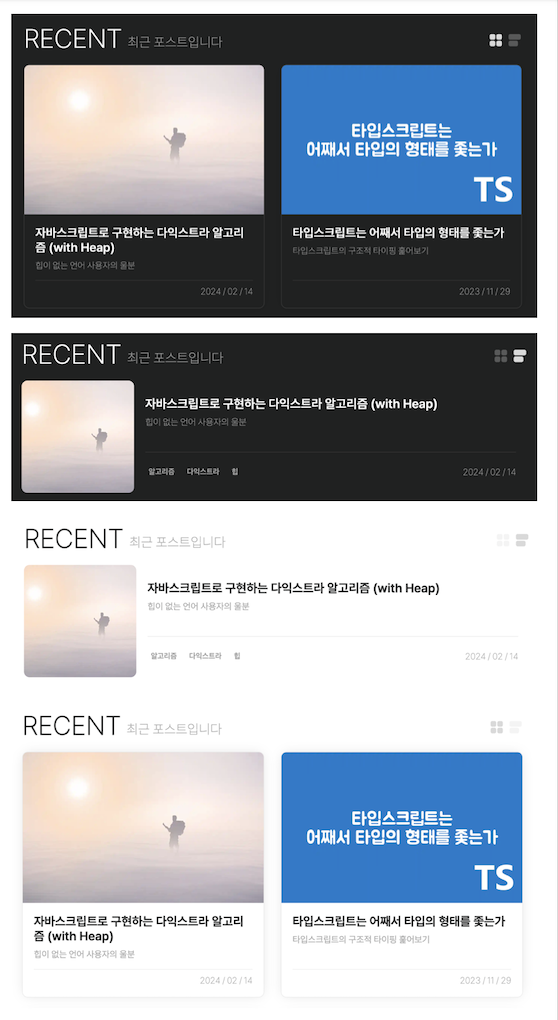 RECENT 최근 포스트입니다
타입스크립트는
어째서 타입의 형태를 좇는가
TS
자바스크립트로 구현하는 다익스트라 알고리
즘 (with Heap)
힙이 없는 언어 사용자의 울분
2024 / 02 / 14
타입스크립트는 어째서 타입의 형태를 좇는가
타입스크립트의 구조적 타이핑 훑어보기
2023 / 11 / 29
RECENT 최근 포스트입니다
자바스크립트로 구현하는 다익스트라 알고리즘 (with Heap)
힙이 없는 언어 사용자의 울분
알고리즘 다익스트라 힙 2024 / 02 / 14
RECENT 최근 포스트입니다
자바스크립트로 구현하는 다익스트라 알고리즘 (with Heap)
힙이 없는 언어 사용자의 울분
알고리즘 다익스트라 힙 2024 / 02 / 14
RECENT 최근 포스트입니다
타입스크립트는
어째서 타입의 형태를 좇는가
TS
자바스크립트로 구현하는 다익스트라 알고리
즘 (with Heap)
힙이 없는 언어 사용자의 울분
2024 / 02 / 14
타입스크립트는 어째서 타입의 형태를 좇는가
타입스크립트의 구조적 타이핑 훑어보기
2023 / 11 / 29